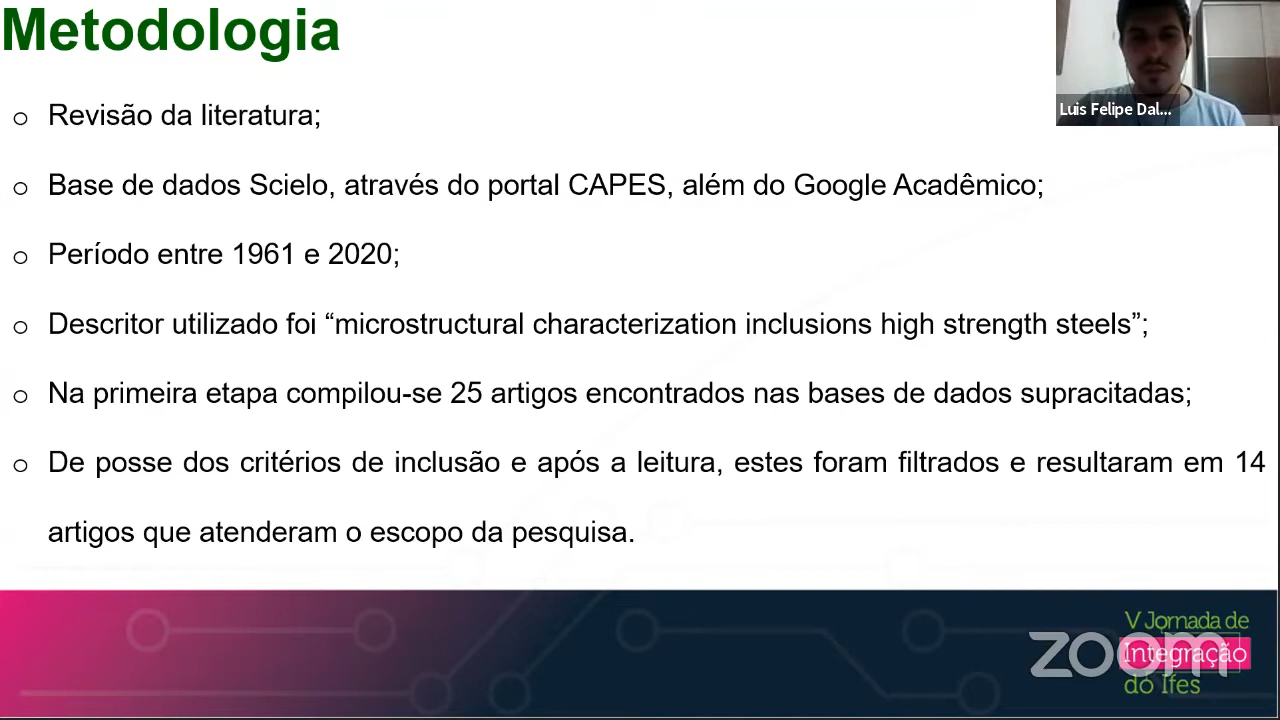 Metodologia
Luis Felipe Dal...
o Revisão da literatura;
o Base de dados Scielo, através do portal CAPES, além do Google Acadêmico;
o Período entre 1961 e 2020;
o Descritor utilizado foi “microstructural characterization inclusions high strength steels”;
o Na primeira etapa compilou-se 25 artigos encontrados nas bases de dados supracitadas;
o De posse dos critérios de inclusão e após a leitura, estes foram filtrados e resultaram em 14
artigos que atenderam o escopo da pesquisa.
V Jornada de
Integração
do Ifes
zoom